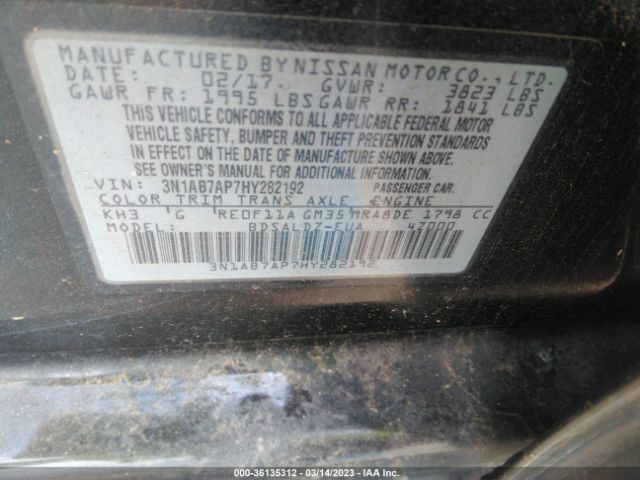 MANUFACTURED BY NISSAN MOTOR CO., LTD.
DATE: 02/17 GVWR: 3823 LBS
GAWR FR: 1995 LBS GAWR RR: 1841 LBS
THIS VEHICLE CONFORMS TO ALL APPLICABLE FEDERAL MOTOR
VEHICLE SAFETY, BUMPER AND THEFT PREVENTION STANDARDS
IN EFFECT ON THE DATE OF MANUFACTURE SHOWN ABOVE.
SEE OWNER'S MANUAL FOR ADDITIONAL INFORMATION.
VIN: 3N1AB7AP7HY282192 PASSENGER CAR.
COLOR TRIM TRANS AXLE ENGINE
KH3 G RE0F11A GM35 MRA8DE 1798 CC
MODEL: BDSALDZ-EUA 4Z000
3N1AB7AP7HY282192
000-36135312 - 03/14/2023 - IAA Inc.